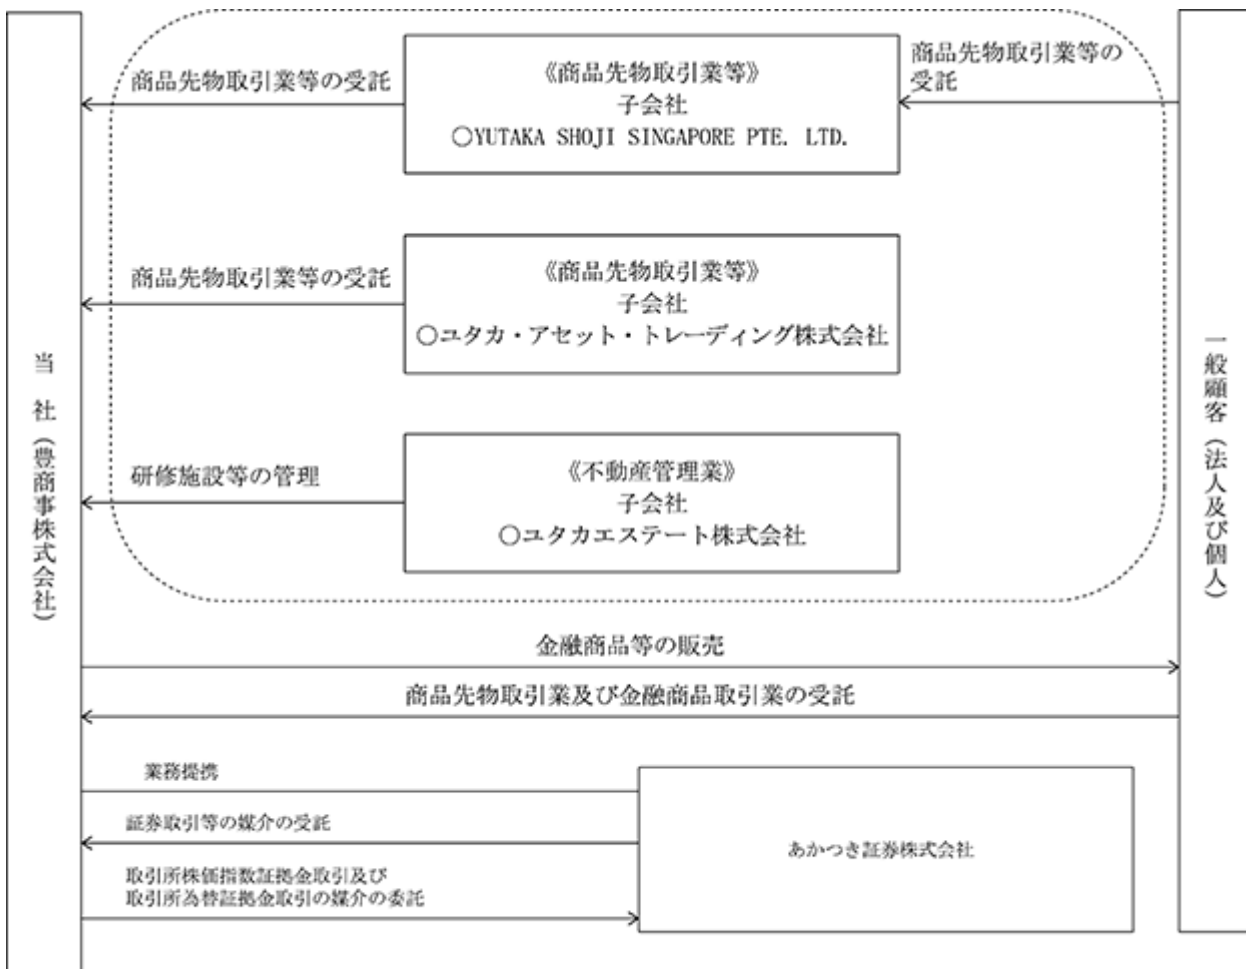 商品先物取引業等の受託
《商品先物取引業等》
子会社
○YUTAKA SHOJI SINGAPORE PTE. LTD.
商品先物取引業等の
受託
商品先物取引業等の受託
《商品先物取引業等》
子会社
○ユタカ・アセット・トレーディング株式会社
当 社（豊商事株式会社）
一般顧客（法人及び個人）
研修施設等の管理
《不動産管理業》
子会社
○ユタカエステート株式会社
金融商品等の販売
商品先物取引業及び金融商品取引業の受託
業務提携
証券取引等の媒介の受託
あかつき証券株式会社
取引所株価指数証拠金取引及び
取引所為替証拠金取引の媒介の委託